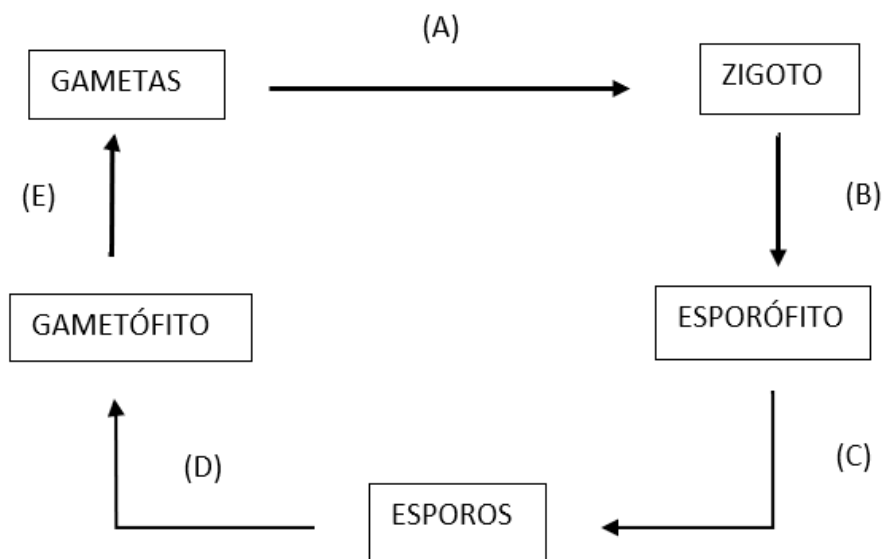 (A)
GAMETAS
ZIGOTO
(E)
(B)
GAMETÓFITO
ESPORÓFITO
(D)
(C)
ESPOROS